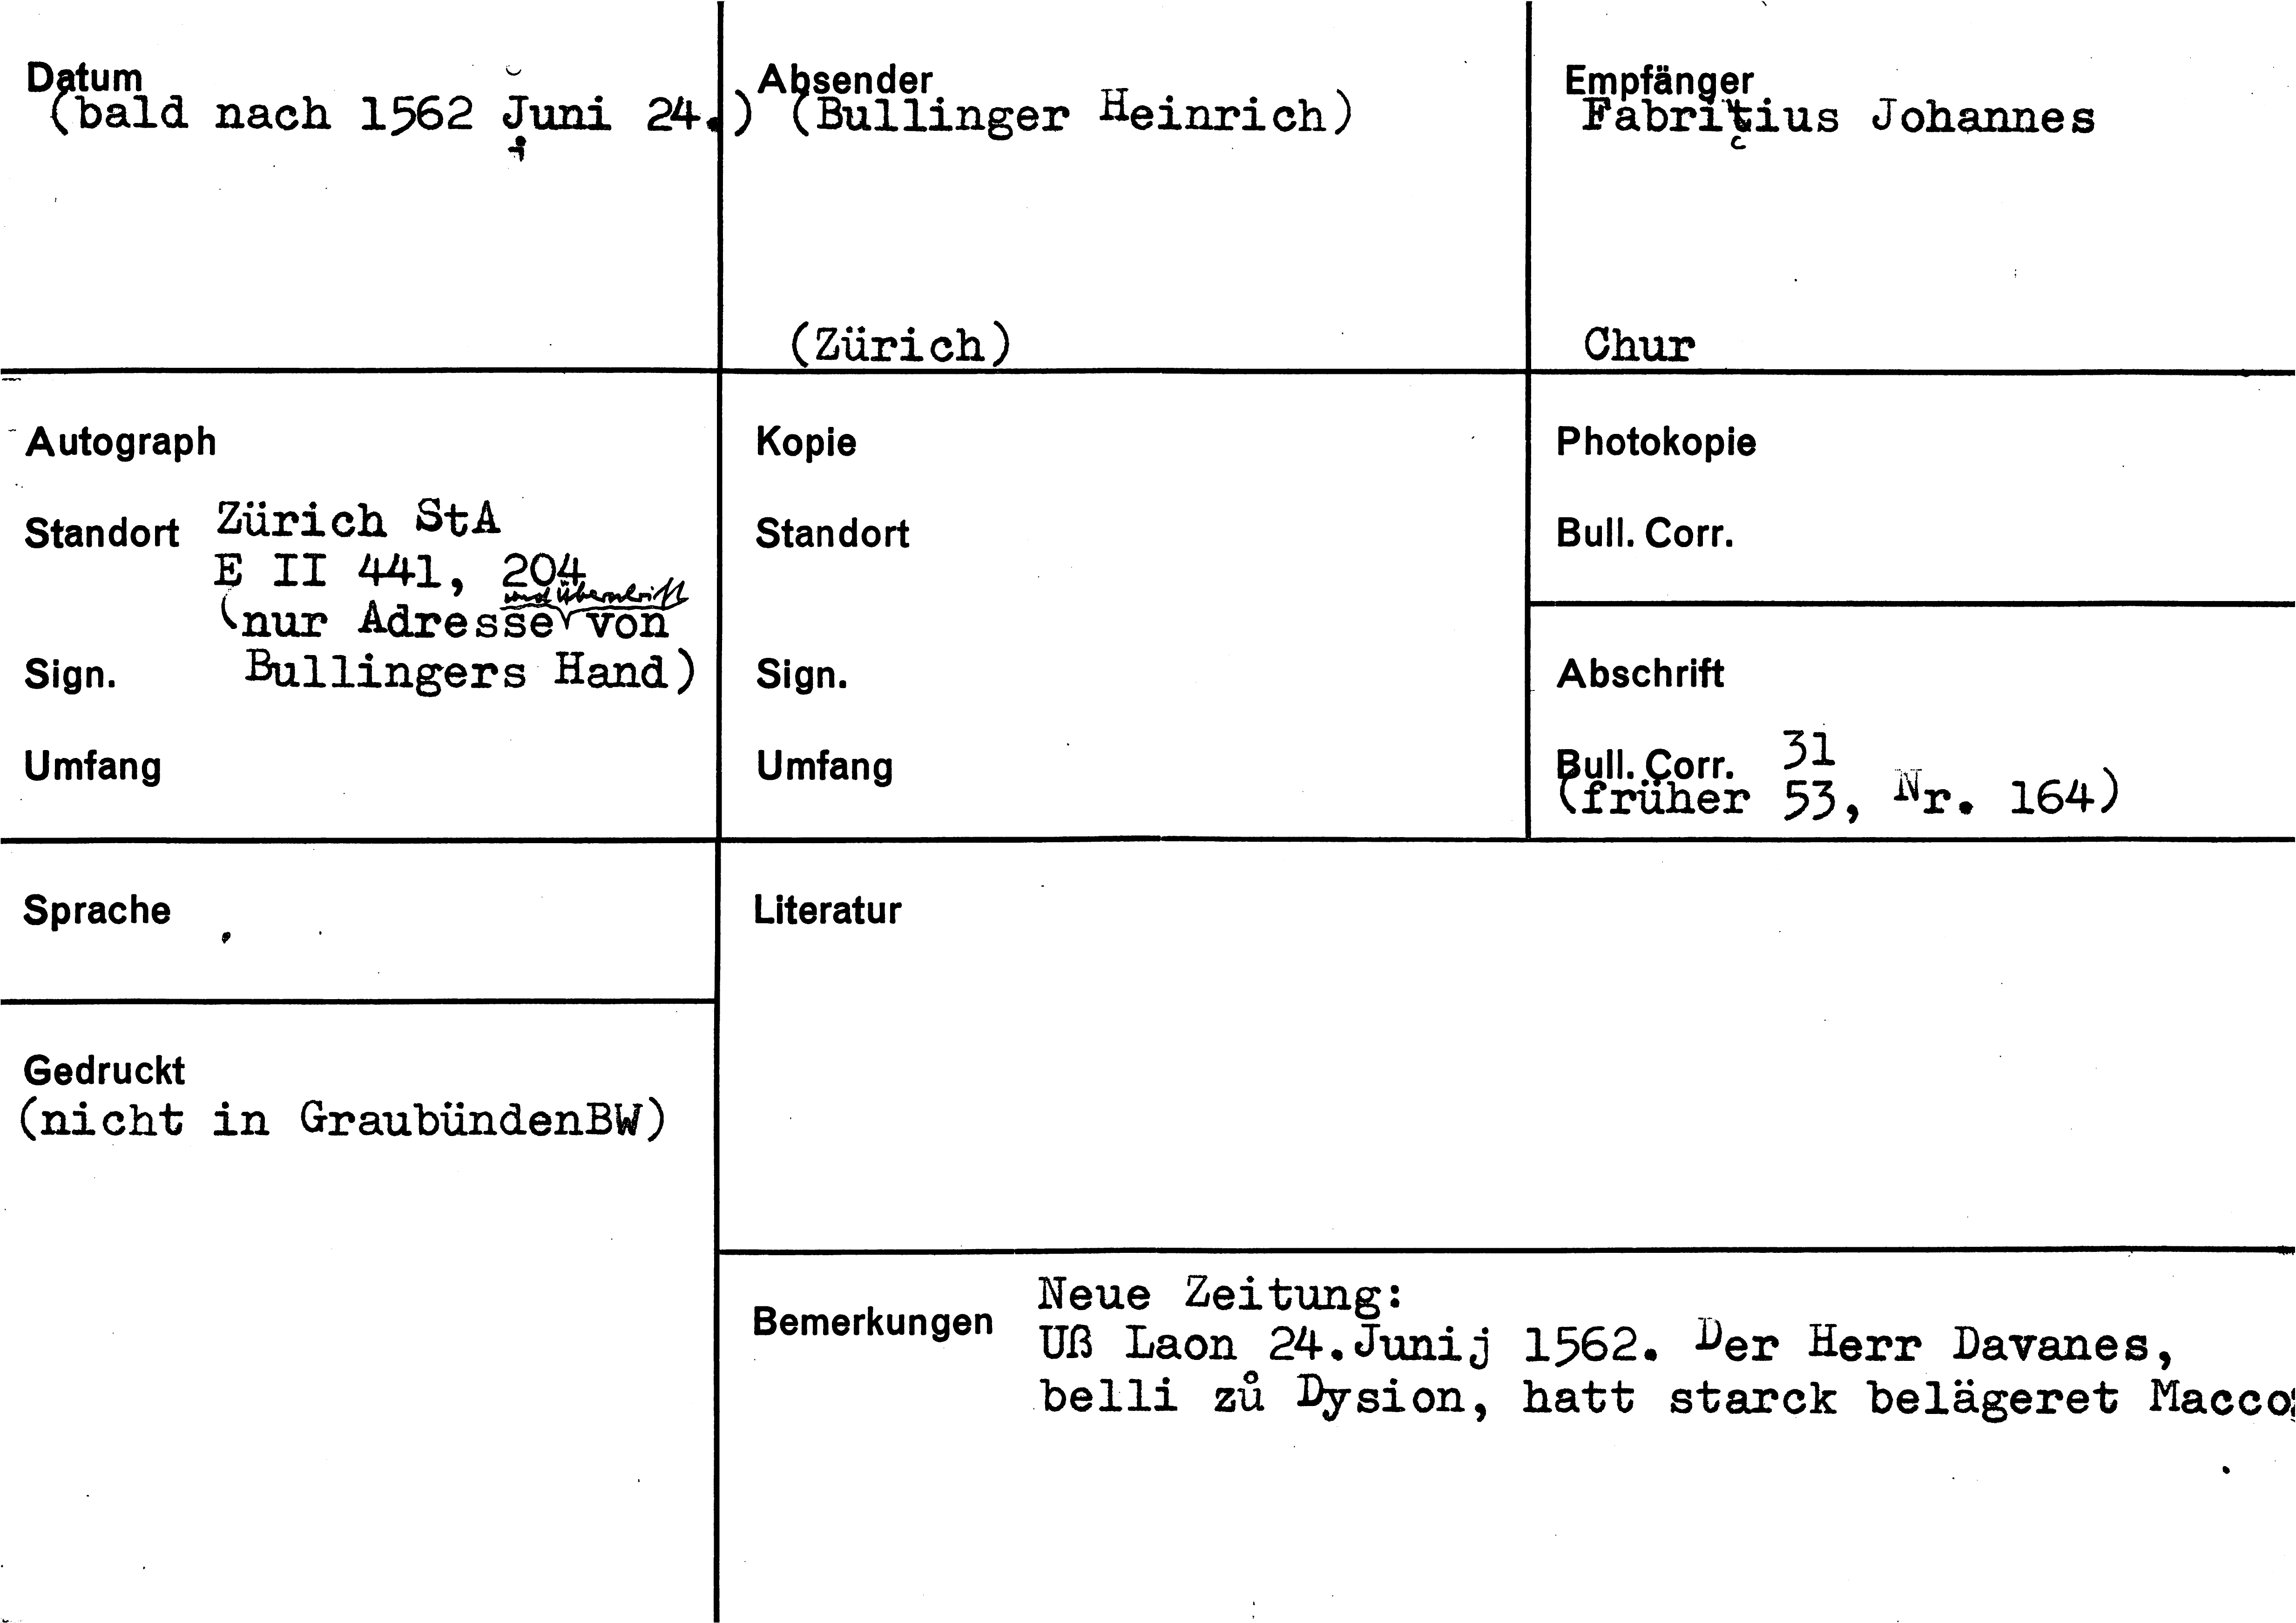 Datum
(bald nach 1562 Juni 24.)
Absender
(Bullinger Heinrich)
(Zürich)
Empfänger
Fabritius Johannes
Chur
Autograph
Standort Zürich StA
E II 441, 204
und Überschrift
(nur Adresse von
Sign. Bullingers Hand)
Umfang
Kopie
Standort
Sign.
Umfang
Photokopie
Bull. Corr.
Abschrift
Bull. Corr. 31
(früher 53, Nr. 164)
Sprache
Literatur
Gedruckt
(nicht in GraubündenBW)
Bemerkungen
Neue Zeitung:
Uß Laon 24.Junij 1562. Der Herr Davanes,
belli zů Dysion, hatt starck belägeret